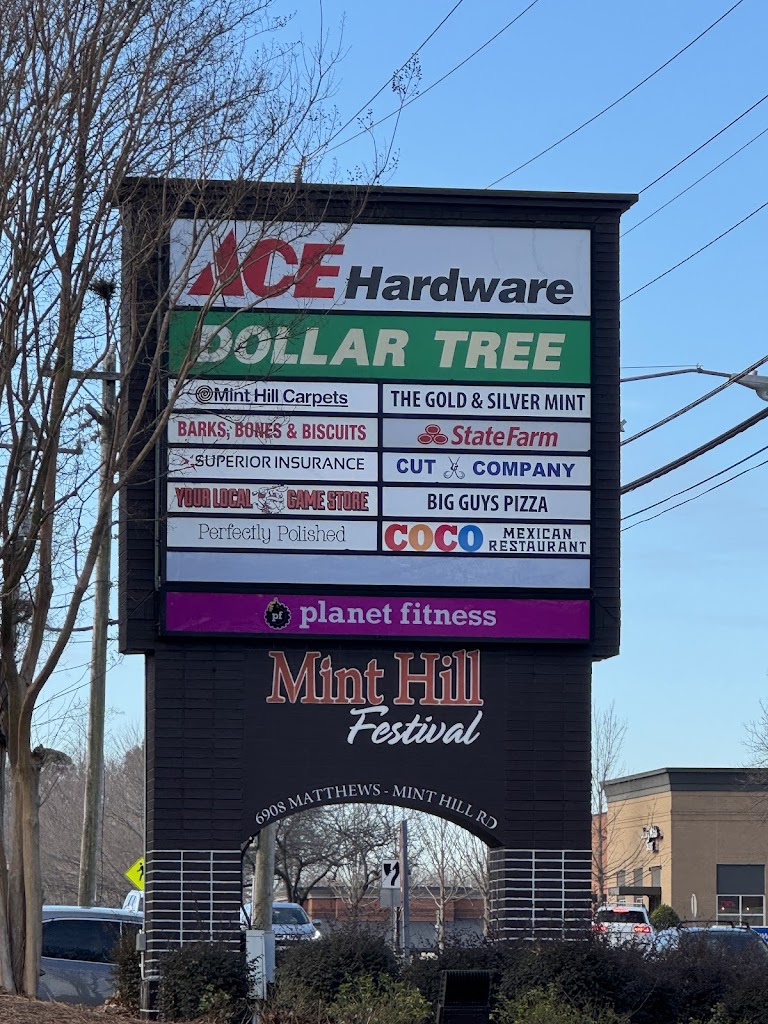 ACE Hardware
DOLLAR TREE
Mint Hill Carpets
THE GOLD & SILVER MINT
BARKS, BONES & BISCUITS
State Farm
SUPERIOR INSURANCE
CUT COMPANY
YOUR LOCAL GAME STORE
BIG GUYS PIZZA
Perfectly Polished
COCO MEXICAN
RESTAURANT
pf planet fitness
Mint Hill
Festival
6908 MATTHEWS - MINT HILL RD